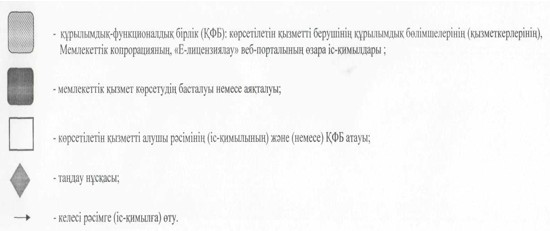 - құрылымдық-функционалдық бірлік (ҚФБ): көрсетілетін қызметті берушінің құрылымдық бөлімшелерінің (қызметкерлерінің),
Мемлекеттік копрорацияның, «Е-лицензиялау» веб-порталының өзара іс-қимылдары ;
- мемлекеттік қызмет көрсетудің басталуы немесе аяқталуы;
- көрсетілетін қызметті алушы рәсімінің (іс-қимылының) және (немесе) ҚФБ атауы;
- таңдау нұсқасы;
- келесі рәсімге (іс-қимылға) өту.